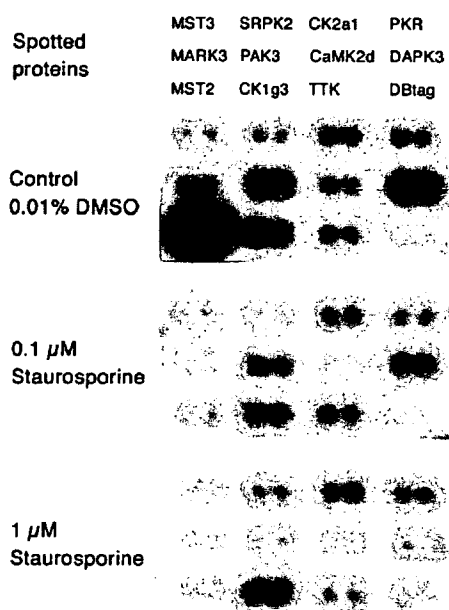 Spotted
proteins
MST3 SRPK2 CK2a1 PKR
MARK3 PAK3 CaMK2d DAPK3
MST2 CK1g3 TTK DBtag
Control
0.01% DMSO
0.1 µM
Staurosporine
1 µM
Staurosporine